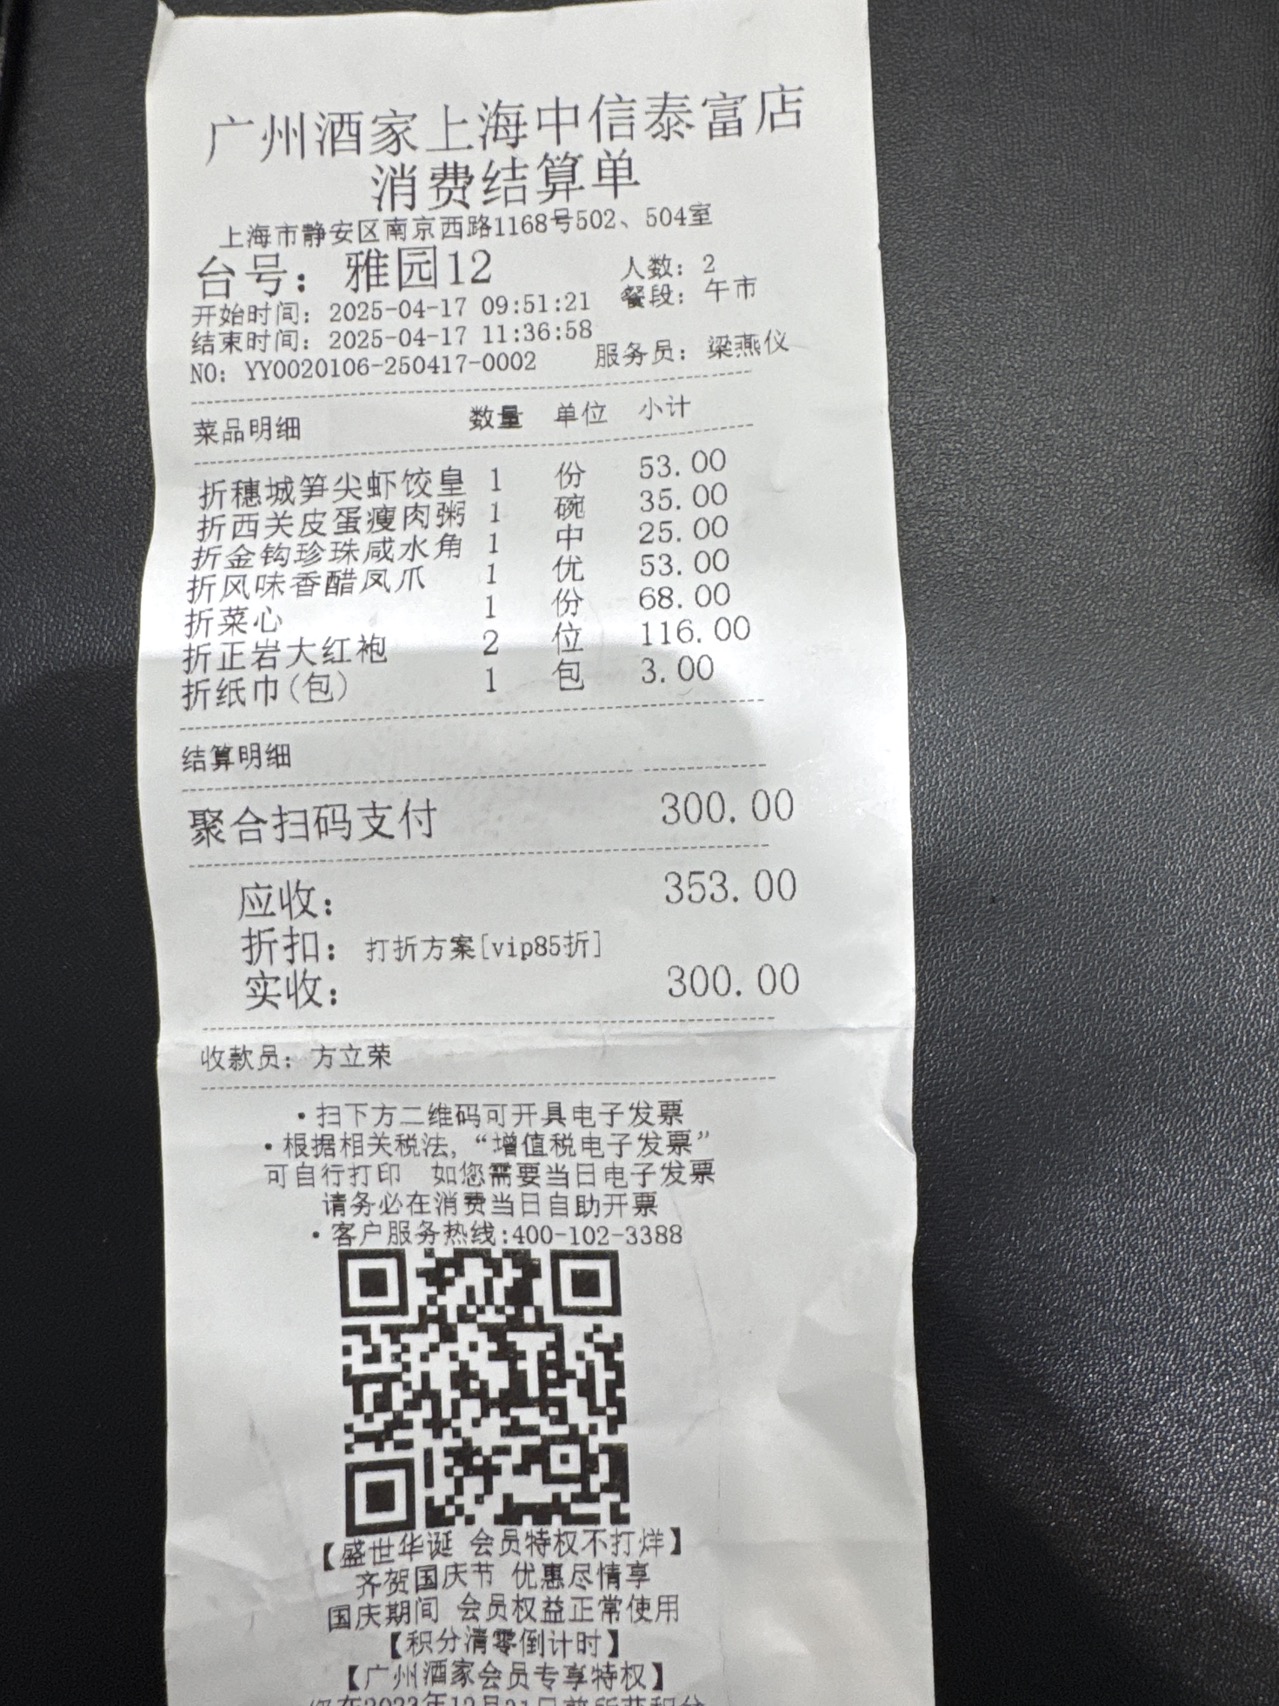 广州酒家上海中信泰富店
消费结算单
上海市静安区南京西路1168号502、504室
台号：雅园12 人数：2
开始时间：2025-04-17 09:51:21 餐段：午市
结束时间：2025-04-17 11:36:58
NO：YY0020106-250417-0002 服务员：梁燕仪
菜品明细 数量 单位 小计
折穗城笋尖虾饺皇 1 份 53.00
折西关皮蛋瘦肉粥 1 碗 35.00
折金钩珍珠咸水角 1 中 25.00
折风味香醋凤爪 1 优 53.00
折菜心 1 份 68.00
折正岩大红袍 2 位 116.00
折纸巾(包) 1 包 3.00
结算明细
聚合扫码支付 300.00
应收： 353.00
折扣：打折方案[vip85折]
实收： 300.00
收款员：方立荣
·扫下方二维码可开具电子发票
·根据相关税法,“增值税电子发票”
可自行打印 如您需要当日电子发票
请务必在消费当日自助开票
·客户服务热线:400-102-3388
【盛世华诞 会员特权不打烊】
齐贺国庆节 优惠尽情享
国庆期间 会员权益正常使用
【积分清零倒计时】
【广州酒家会员专享特权】